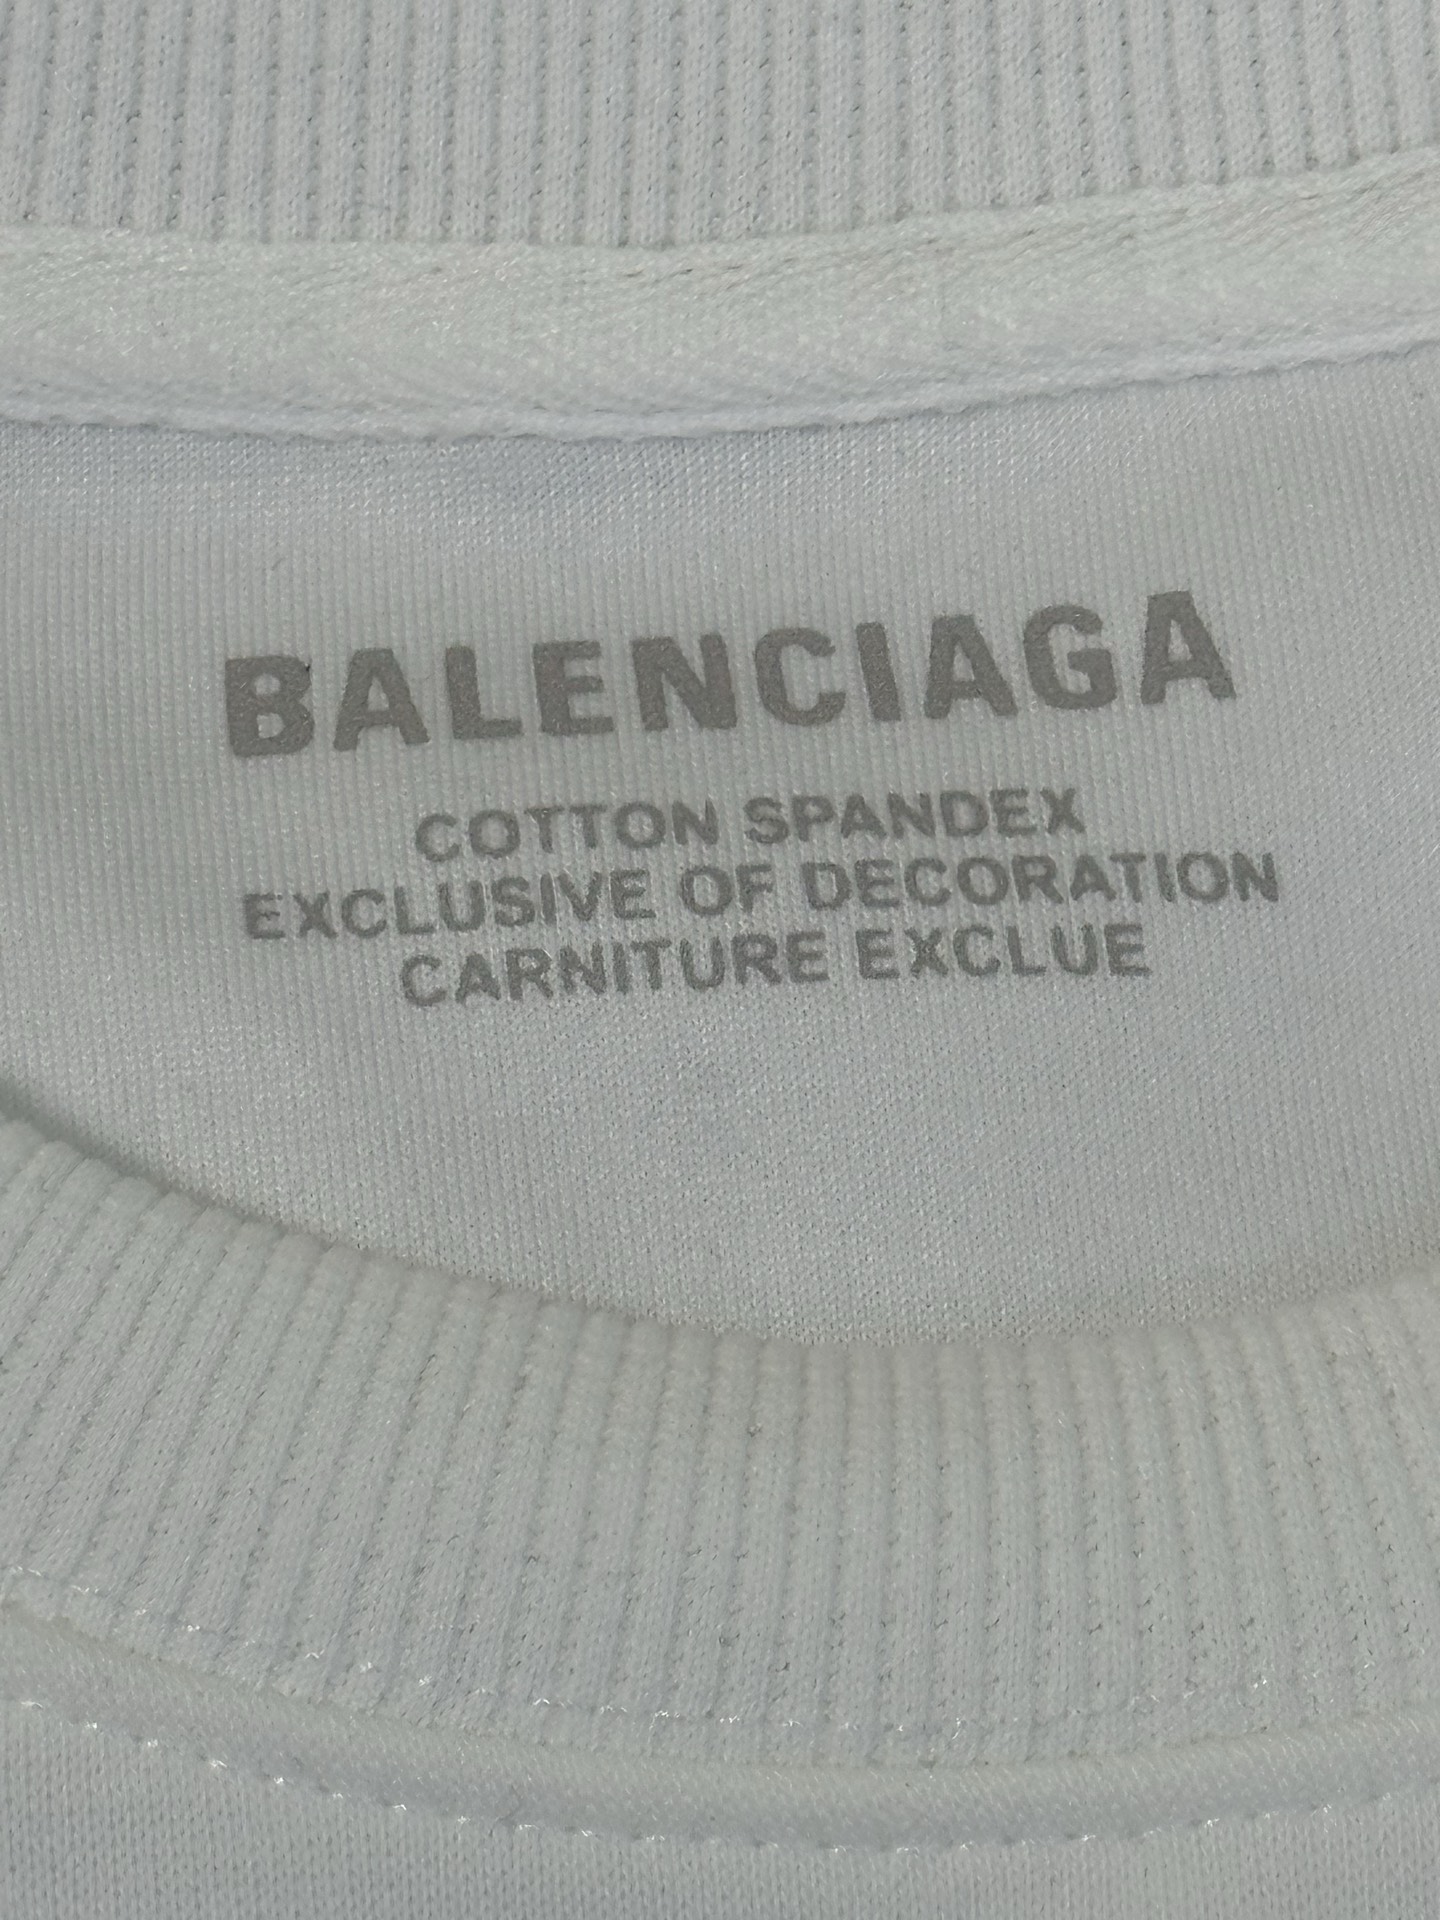 BALENCIAGA
COTTON SPANDEX
EXCLUSIVE OF DECORATION
CARNITURE EXCLUE